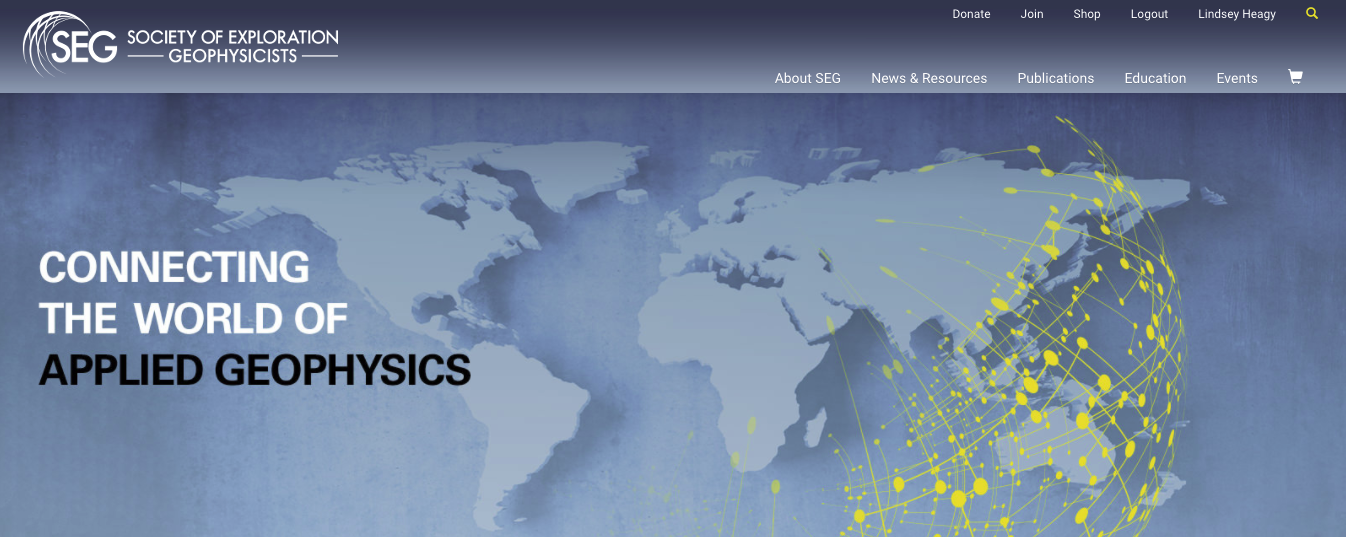 Donate Join Shop Logout Lindsey Heagy
SEG SOCIETY OF EXPLORATION
GEOPHYSICISTS
About SEG News & Resources Publications Education Events
CONNECTING
THE WORLD OF
APPLIED GEOPHYSICS